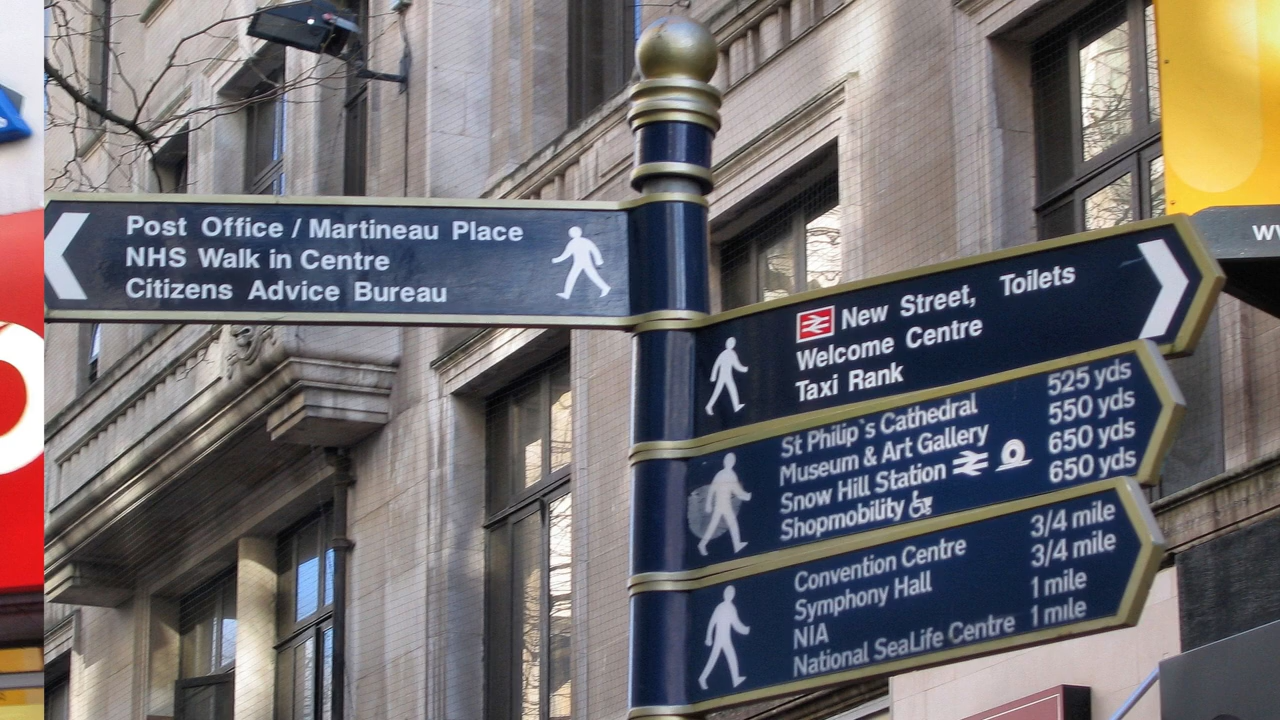 Post Office / Martineau Place
NHS Walk in Centre
Citizens Advice Bureau
New Street, Toilets
Welcome Centre
Taxi Rank
St Philip's Cathedral 525 yds
Museum & Art Gallery 550 yds
Snow Hill Station 650 yds
Shopmobility 650 yds
Convention Centre 3/4 mile
Symphony Hall 3/4 mile
NIA 1 mile
National SeaLife Centre 1 mile